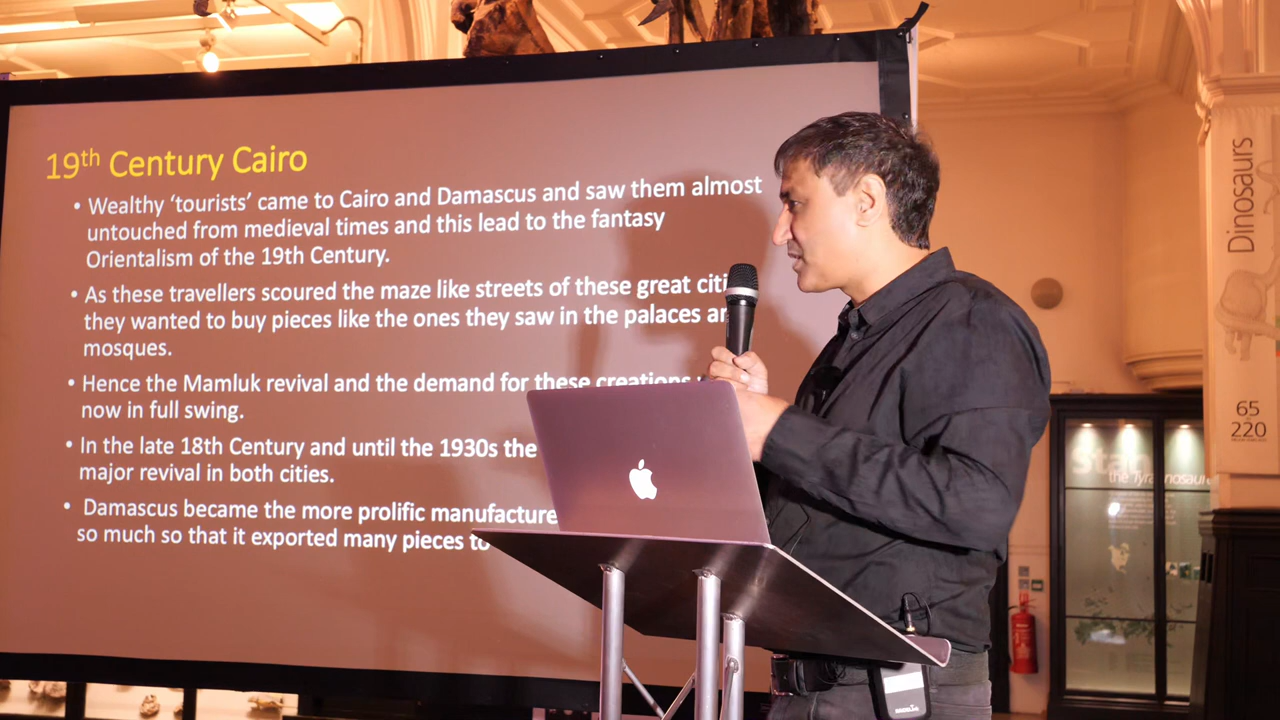 19th Century Cairo
• Wealthy ‘tourists’ came to Cairo and Damascus and saw them almost
untouched from medieval times and this lead to the fantasy
Orientalism of the 19th Century.
• As these travellers scoured the maze like streets of these great citi
they wanted to buy pieces like the ones they saw in the palaces
mosques.
• Hence the Mamluk revival and the demand for these creations
now in full swing.
• In the late 18th Century and until the 1930s the
major revival in both cities.
• Damascus became the more prolific manufacture
so much so that it exported many pieces to
Dinosaurs
65
220
stan
the Tyrannosaur